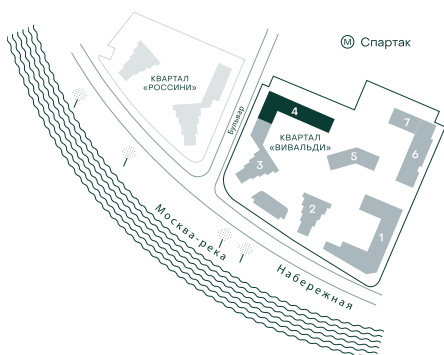 М Спартак
КВАРТАЛ
«РОССИНИ»
Бульвар
4
КВАРТАЛ
«ВИВАЛЬДИ»
7
6
5
3
2
1
Москва-река
Набережная